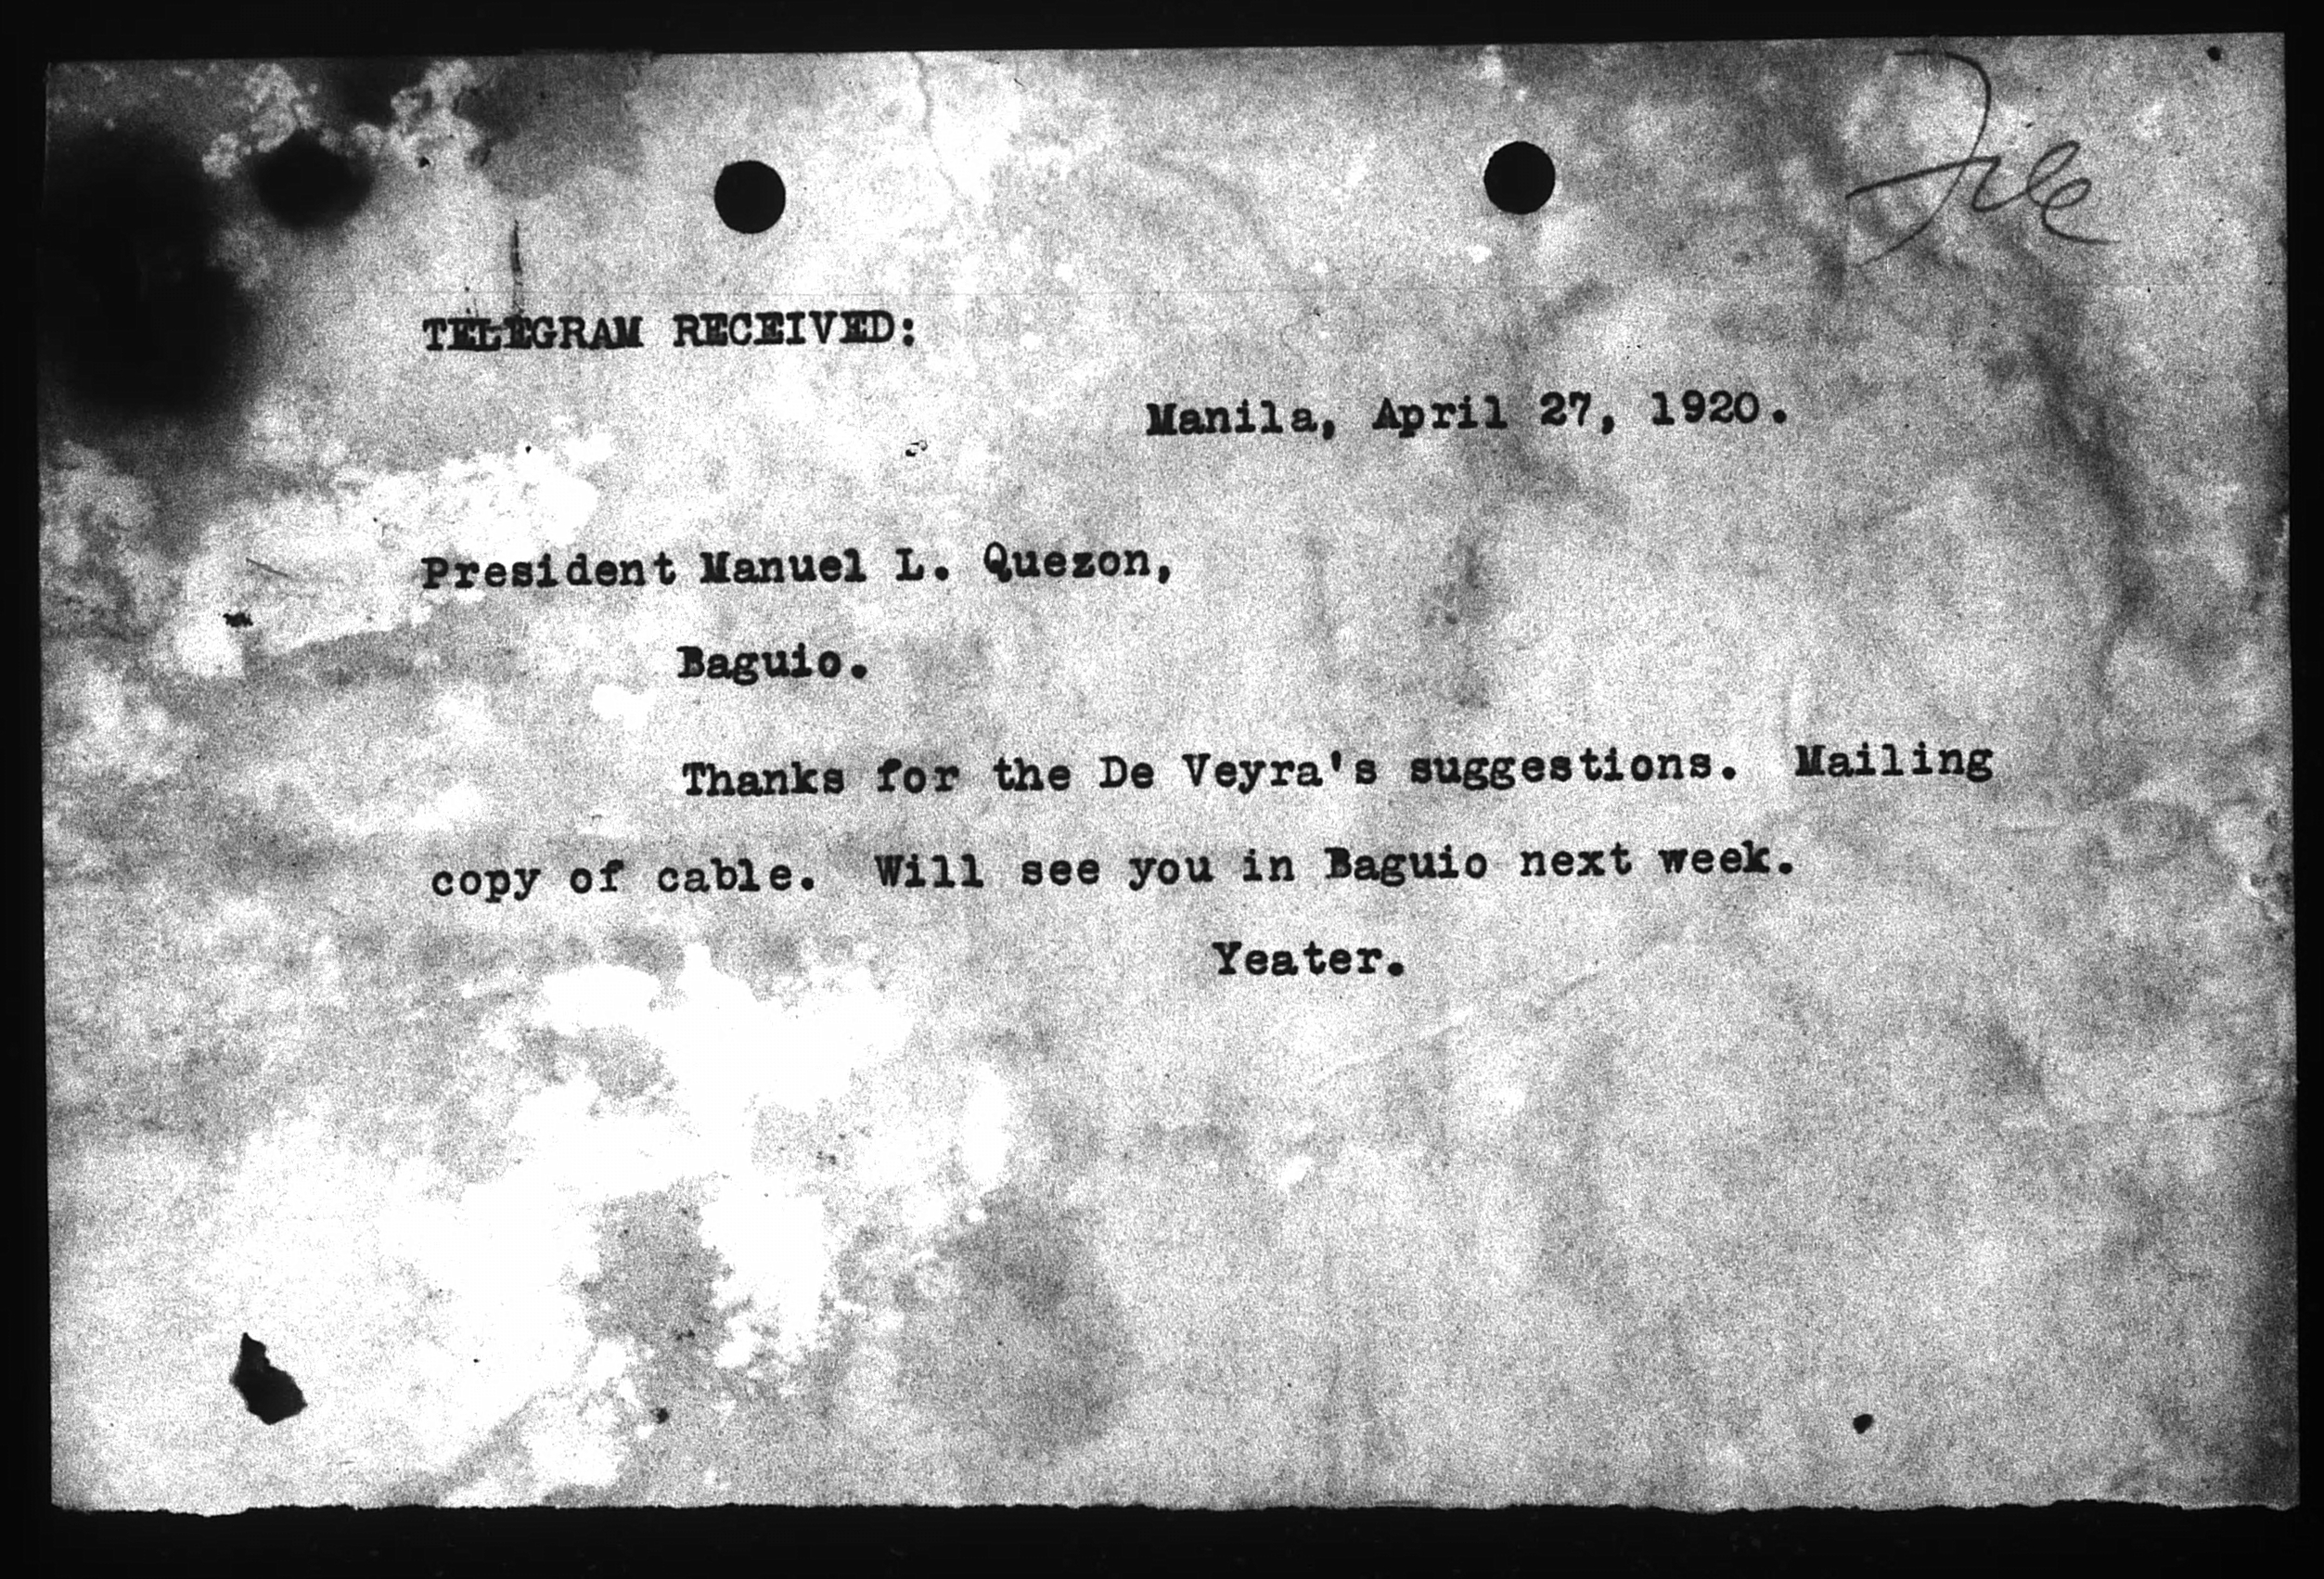 File
TELEGRAM RECEIVED:
Manila, April 27, 1920.
President Manuel L. Quezon,
Baguio.
Thanks for the De Veyra's suggestions. Mailing
copy of cable. Will see you in Baguio next week.
Yeater.